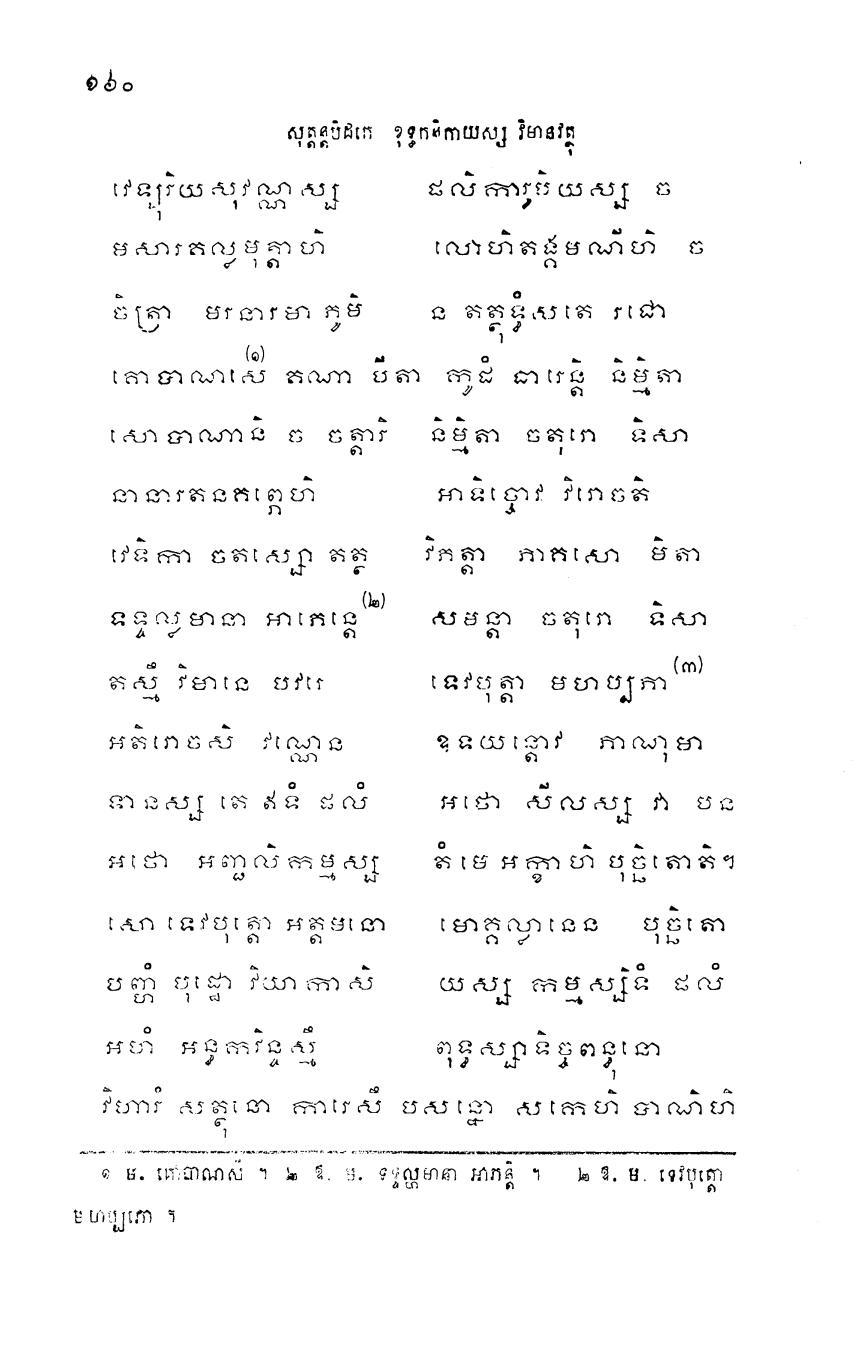 ១៦០
សុត្តន្តបិដកេ ខុទ្ទកនិកាយស្ស វិមានវត្ថុ
វេឡុរិយសុវណ្ណស្ស ផលិការូបិយស្ស ច
មសារគល្លមុត្តាហិ លោហិតង្គមណីហិ ច
ចិត្រា មនោរមា ភូមិ ន តត្ថុទ្ធំសតេ រជោ
គោបាណសេ(១) គណា បីតា កូដំ ធារេន្តិ និម្មិតា
សោបាណានិ ច ចត្តារិ និម្មិតា ចតុរោ ទិសា
នានារតនគព្ភេហិ អាទិច្ចោវ វិរោចតិ
វេទិកា ចតស្សោ តត្ថ វិភត្តា ភាគសោ មិតា
ទទ្ទល្លមានា អាភេន្តេ(២) សមន្តា ចតុរោ ទិសា
តស្មឹ វិមានេ បវរេ ទេវបុត្តា មហប្បភា(៣)
អតិរោចសិ វណ្ណេន ឧទយន្តោវ ភាណុមា
ទានស្ស តេ ឥទំ ផលំ អថោ សីលស្ស វា បន
អថោ អញ្ជលិកម្មស្ស តំ មេ អក្ខាហិ បុច្ឆិតោតិ។
សោ ទេវបុត្តោ អត្តមនោ មោគ្គល្លានេន បុច្ឆិតោ
បញ្ហំ បុដ្ឋោ វិយាកាសិ យស្ស កម្មស្សិទំ ផលំ
អហំ អន្ធកវិន្ទស្មឹ ពុទ្ធស្សាទិច្ចពន្ធុនោ
វិហារំ សត្ថុនោ ការេសឹ បសន្នោ សកេហិ បាណិហិ
១ ម. គោបាណសី ។ ២ ឱ. ម. ទទ្ទល្ហមានា អាភន្តិ ។ ២ ឱ. ម. ទេវបុត្តោ
មហប្បភោ ។